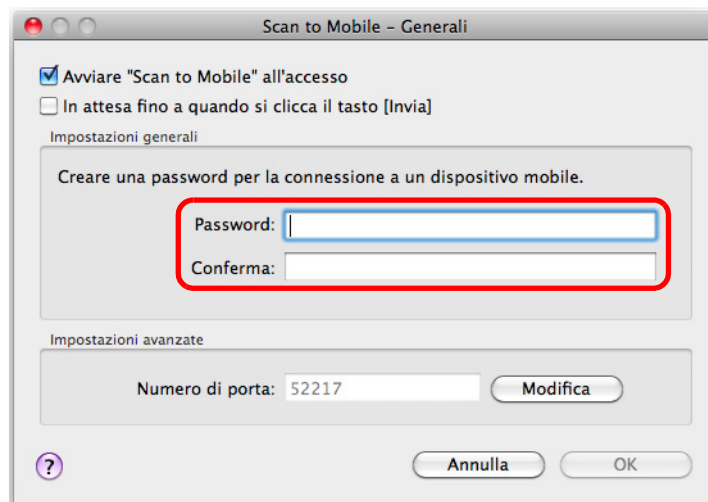 Scan to Mobile – Generali
Avviare "Scan to Mobile" all'accesso
In attesa fino a quando si clicca il tasto [Invia]
Impostazioni generali
Creare una password per la connessione a un dispositivo mobile.
Password:
Conferma:
Impostazioni avanzate
Numero di porta: 52217 Modifica
? Annulla OK